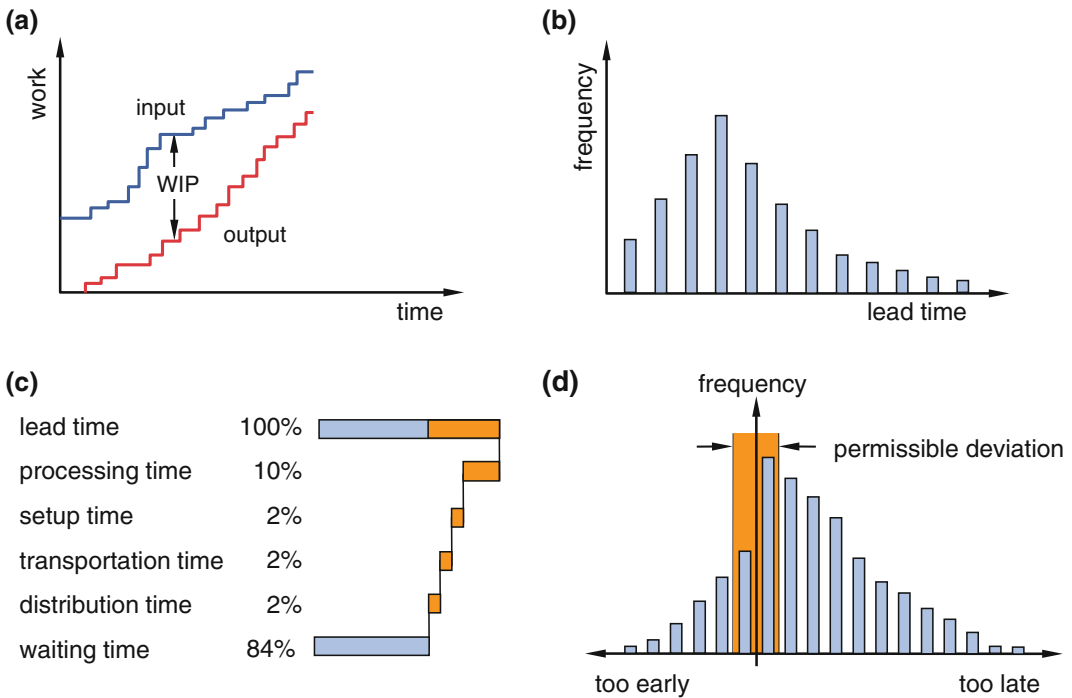 (a)
work
input
WIP
output
time
(b)
frequency
lead time
(c)
lead time 100%
processing time 10%
setup time 2%
transportation time 2%
distribution time 2%
waiting time 84%
(d)
frequency
permissible deviation
too early too late